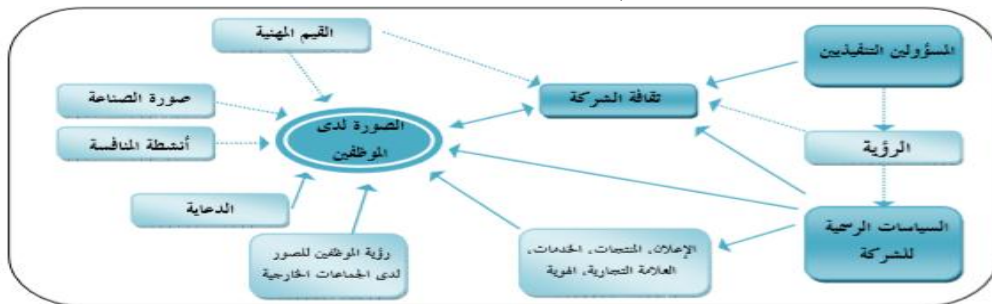 القيم المهنية
المسؤولين التنفيذيين
صورة الصناعة
ثقافة الشركة
الصورة لدى
الموظفين
أنشطة المنافسة
الرؤية
الدعاية
السياسات الرسمية
للشركة
رؤية الموظفين للصور
لدى الجماعات الخارجية
الإعلان، المنتجات، الخدمات،
العلامة التجارية، الهوية